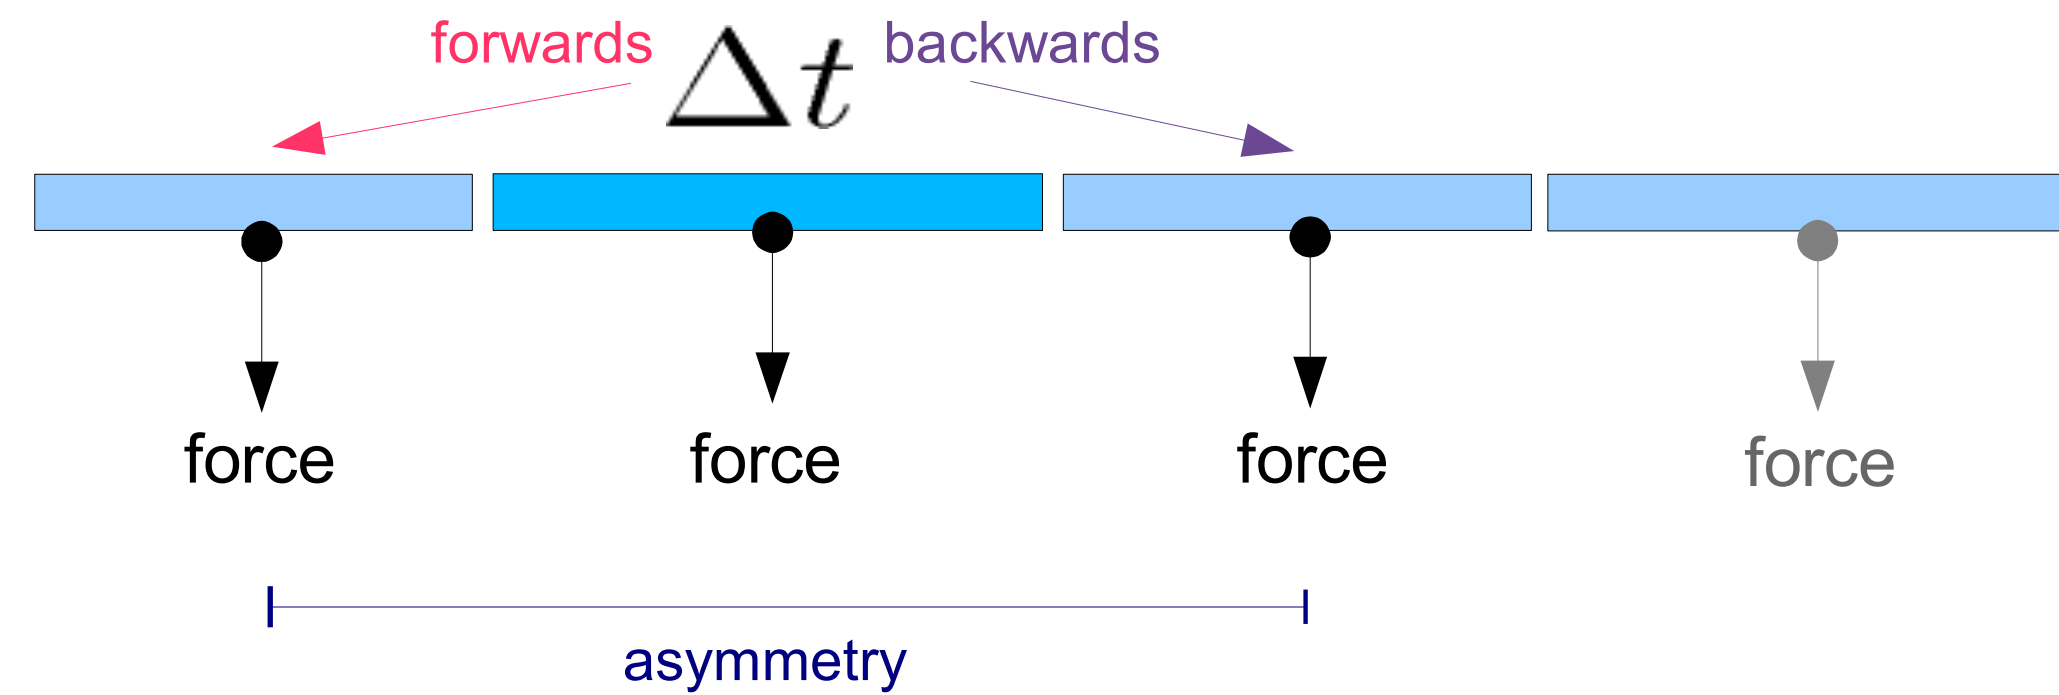 forwards Δt backwards
force force force force
asymmetry